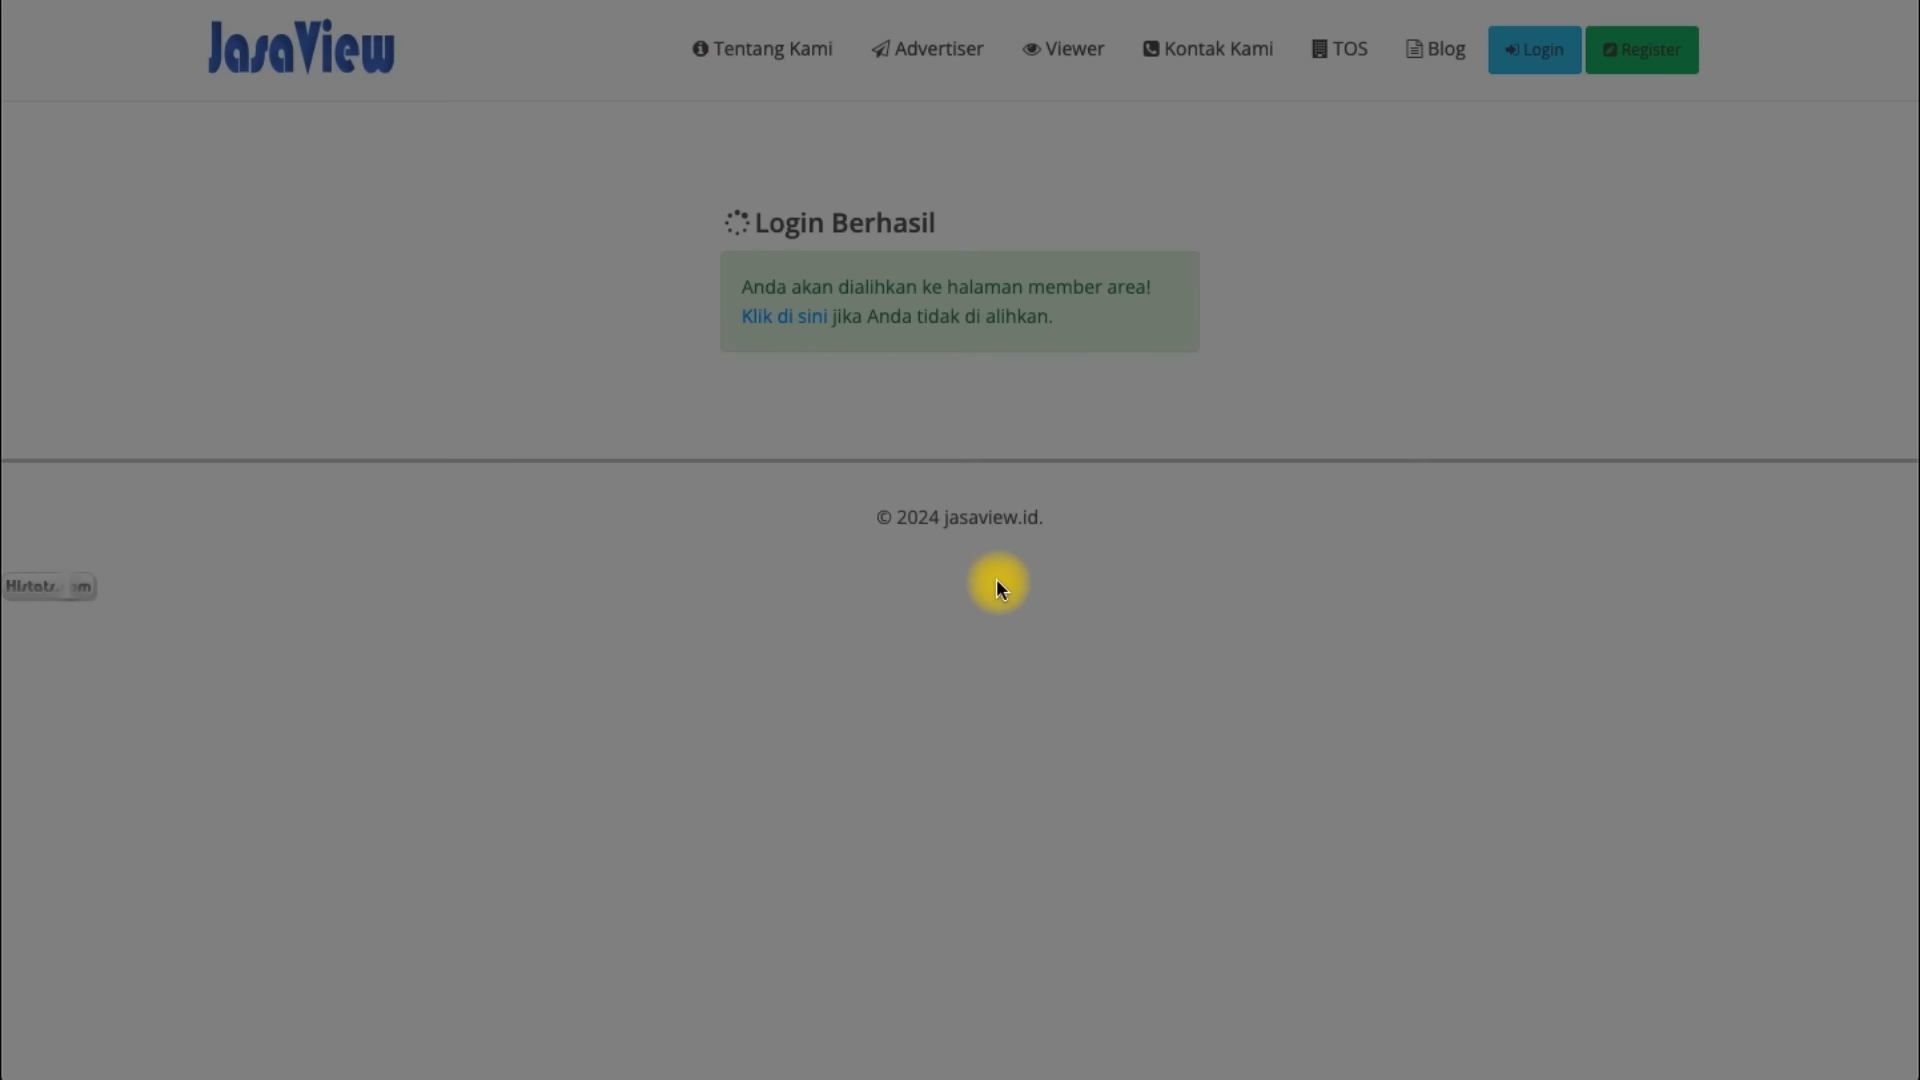 JasaView
Tentang Kami
Advertiser
Viewer
Kontak Kami
TOS
Blog
Login
Register
Login Berhasil
Anda akan dialihkan ke halaman member area!
Klik di sini jika Anda tidak di alihkan.
© 2024 jasaview.id.